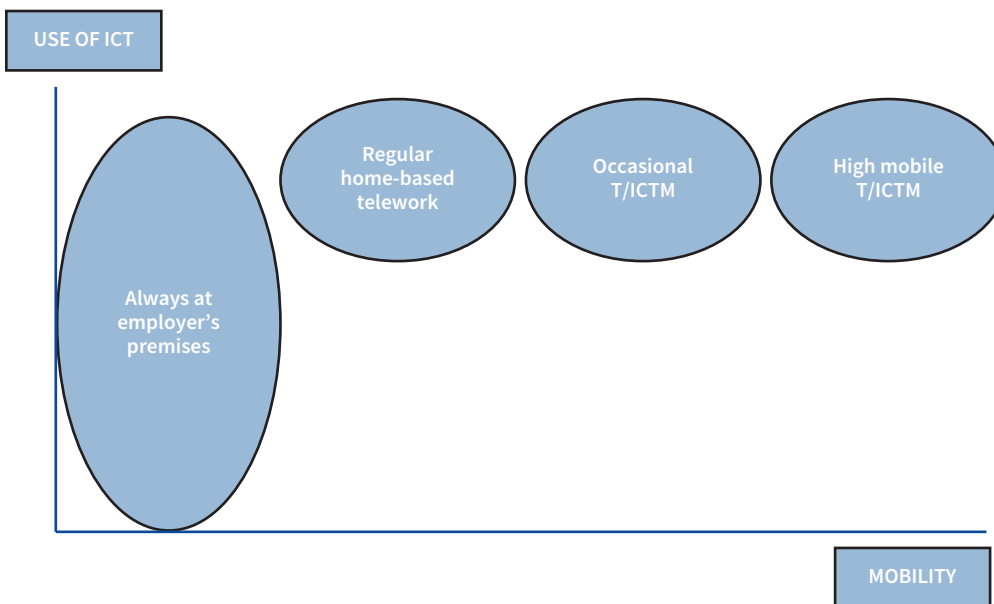 USE OF ICT
Regular
home-based
telework
Occasional
T/ICTM
High mobile
T/ICTM
Always at
employer’s
premises
MOBILITY